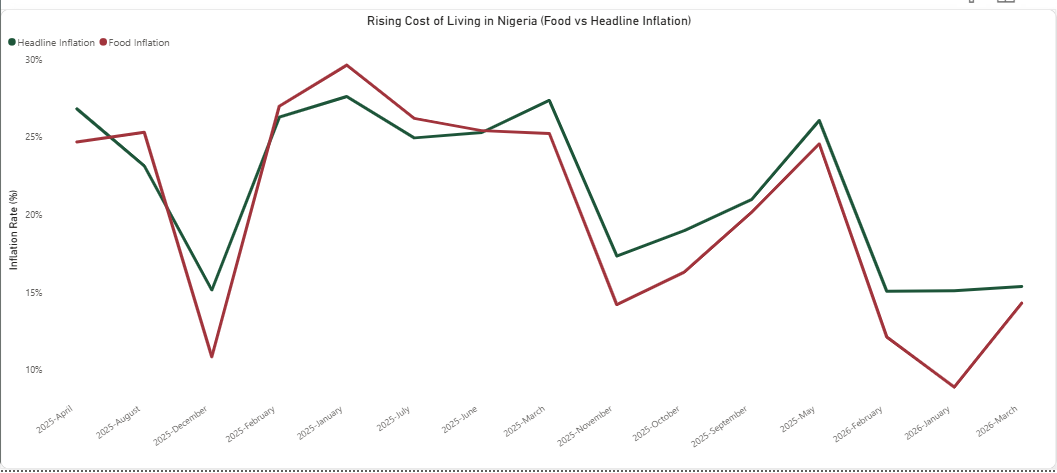 Rising Cost of Living in Nigeria (Food vs Headline Inflation)
Headline Inflation Food Inflation
30%
25%
20%
15%
10%
Inflation Rate (%)
2025-April
2025-August
2025-December
2025-February
2025-January
2025-July
2025-June
2025-March
2025-November
2025-October
2025-September
2025-May
2026-February
2026-January
2026-March